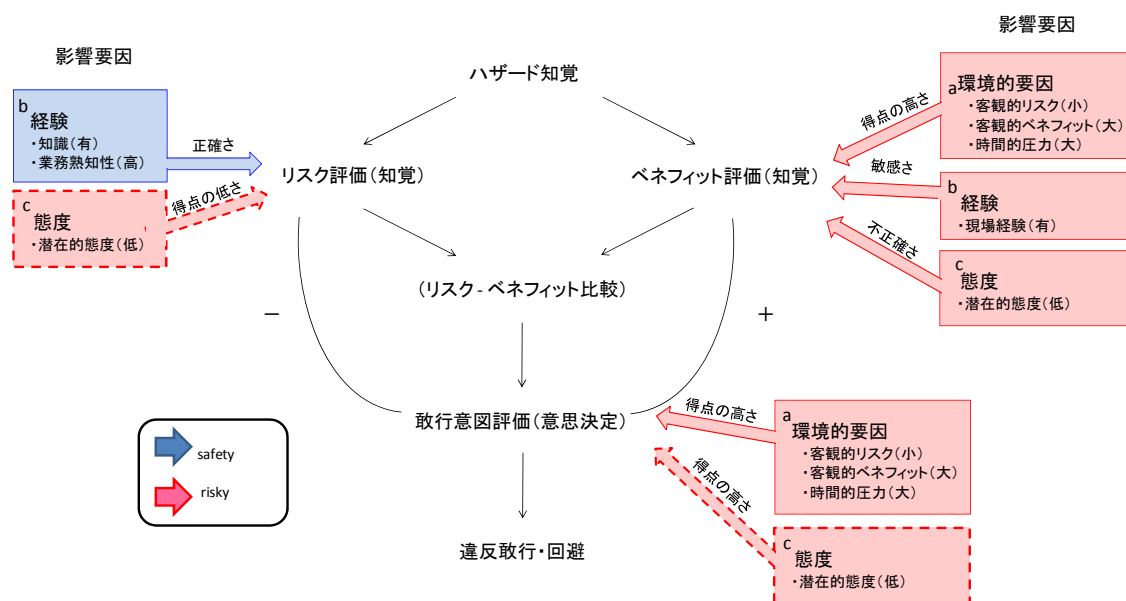 影響要因
影響要因
ハザード知覚
b
経験
・知識(有)
・業務熟知性(高)
正確さ
リスク評価(知覚)
ベネフィット評価(知覚)
得点の高さ
a
環境的要因
・客観的リスク(小)
・客観的ベネフィット(大)
・時間的圧力(大)
c
態度
・潜在的態度(低)
得点の低さ
敏感さ
b
経験
・現場経験(有)
不正確さ
c
態度
・潜在的態度(低)
(リスク - ベネフィット比較)
−
+
敢行意図評価(意思決定)
得点の高さ
a
環境的要因
・客観的リスク(小)
・客観的ベネフィット(大)
・時間的圧力(大)
得点の高さ
c
態度
・潜在的態度(低)
違反敢行・回避
safety
risky